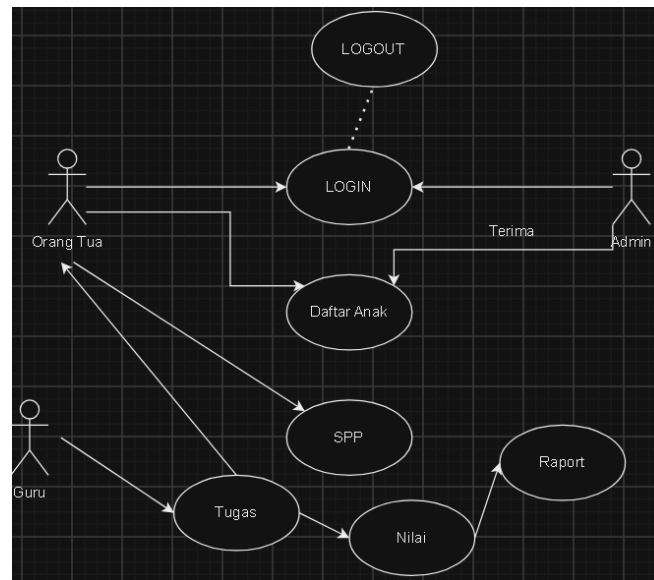 LOGOUT
LOGIN
Orang Tua
Terima
Admin
Daftar Anak
SPP
Raport
Guru
Tugas
Nilai